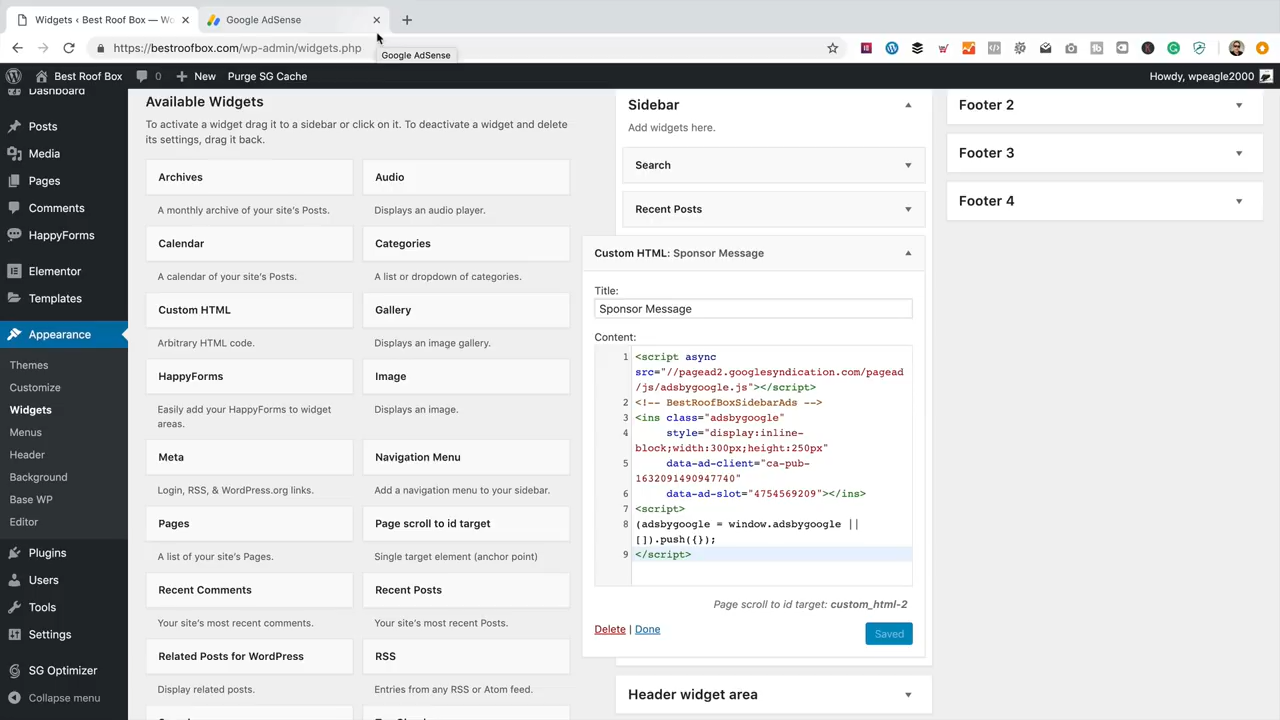 Widgets ‹ Best Roof Box — Wo
Google AdSense
https://bestroofbox.com/wp-admin/widgets.php
Google AdSense
Best Roof Box
0
New
Purge SG Cache
Howdy, wpeagle2000
Dashboard
Posts
Media
Pages
Comments
HappyForms
Elementor
Templates
Appearance
Themes
Customize
Widgets
Menus
Header
Background
Base WP
Editor
Plugins
Users
Tools
Settings
SG Optimizer
Collapse menu
Available Widgets
To activate a widget drag it to a sidebar or click on it. To deactivate a widget and delete
its settings, drag it back.
Archives
A monthly archive of your site's Posts.
Audio
Displays an audio player.
Calendar
A calendar of your site's Posts.
Categories
A list or dropdown of categories.
Custom HTML
Arbitrary HTML code.
Gallery
Displays an image gallery.
HappyForms
Easily add your HappyForms to widget
areas.
Image
Displays an image.
Meta
Login, RSS, & WordPress.org links.
Navigation Menu
Add a navigation menu to your sidebar.
Pages
A list of your site's Pages.
Page scroll to id target
Single target element (anchor point)
Recent Comments
Your site's most recent comments.
Recent Posts
Your site's most recent Posts.
Related Posts for WordPress
Display related posts.
RSS
Entries from any RSS or Atom feed.
Sidebar
Add widgets here.
Search
Recent Posts
Custom HTML: Sponsor Message
Title:
Sponsor Message
Content:
1 <script async
src="//pagead2.googlesyndication.com/pagead
/js/adsbygoogle.js"></script>
2 <!-- BestRoofBoxSidebarAds -->
3 <ins class="adsbygoogle"
4 style="display:inline-
block;width:300px;height:250px"
5 data-ad-client="ca-pub-
1632091490947740"
6 data-ad-slot="4754569209"></ins>
7 <script>
8 (adsbygoogle = window.adsbygoogle ||
[]).push({});
9 </script>
Page scroll to id target: custom_html-2
Delete | Done
Saved
Header widget area
Footer 2
Footer 3
Footer 4